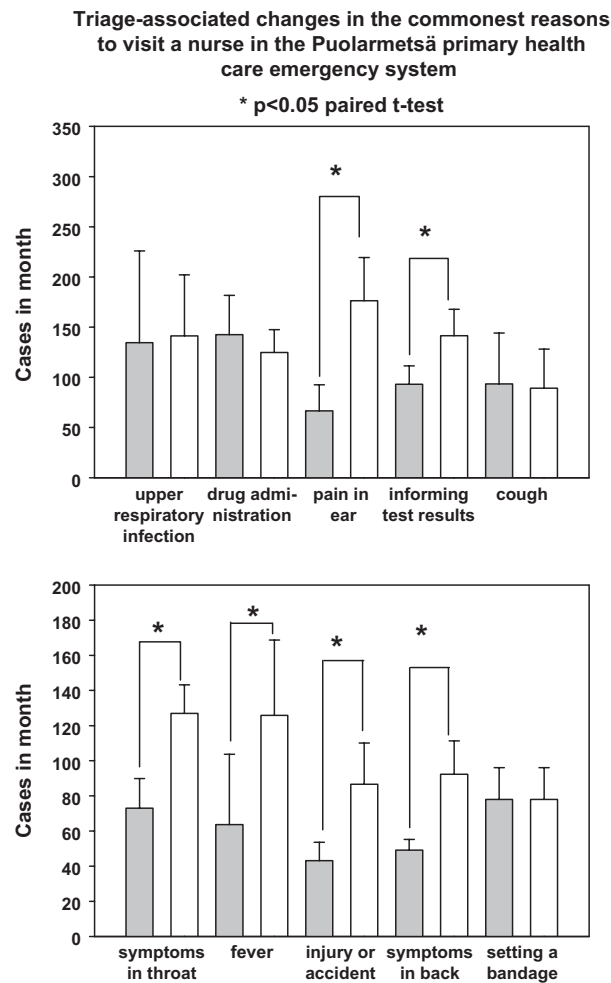 Triage-associated changes in the commonest reasons
to visit a nurse in the Puolarmetsä primary health
care emergency system
* p<0.05 paired t-test
350
300
250
200
150
100
50
0
Cases in month
*
*
upper
respiratory
infection
drug admi-
nistration
pain in
ear
informing
test results
cough
200
180
160
140
120
100
80
60
40
20
0
Cases in month
*
*
*
*
symptoms
in throat
fever
injury or
accident
symptoms
in back
setting a
bandage